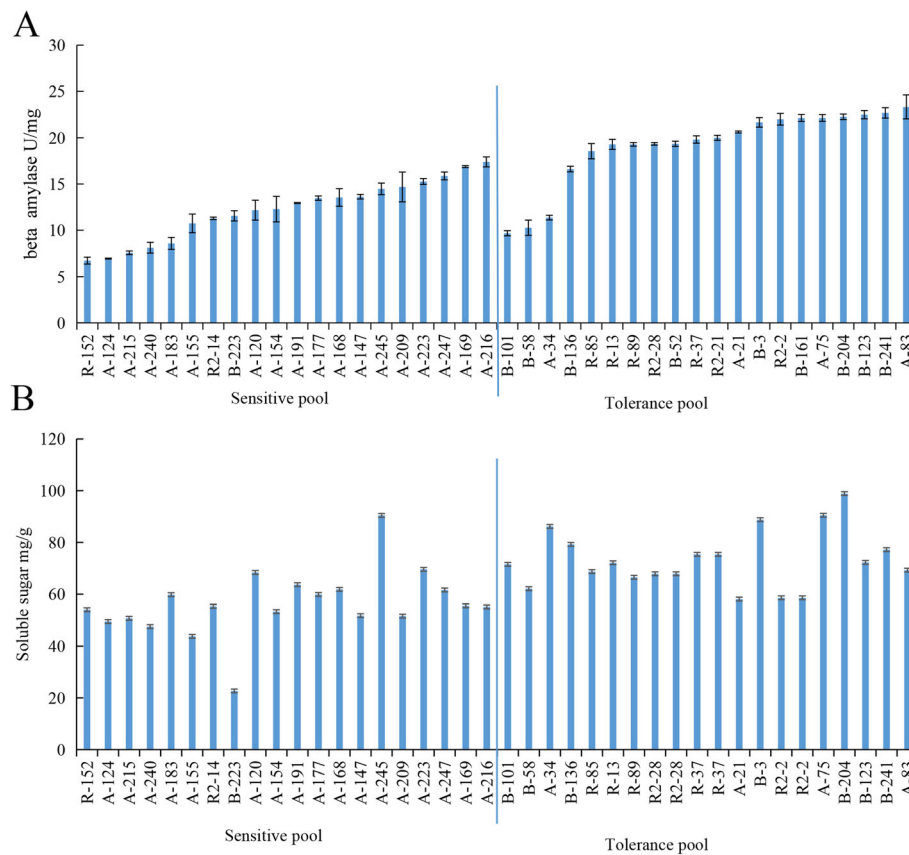 A
30
25
20
15
10
5
0
beta amylase U/mg
R-152
A-124
A-215
A-240
A-183
A-155
R2-14
B-223
A-120
A-154
A-191
A-177
A-168
A-147
A-245
A-209
A-223
A-247
A-169
A-216
B-101
B-58
A-34
B-136
R-85
R-13
R-89
R2-28
B-52
R-37
R2-21
A-21
B-3
R2-2
B-161
A-75
B-204
B-123
B-241
A-83
Sensitive pool
Tolerance pool
B
120
100
80
60
40
20
0
Soluble sugar mg/g
R-152
A-124
A-215
A-240
A-183
A-155
R2-14
B-223
A-120
A-154
A-191
A-177
A-168
A-147
A-245
A-209
A-223
A-247
A-169
A-216
B-101
B-58
A-34
B-136
R-85
R-13
R-89
R2-28
R2-28
R-37
R-37
A-21
B-3
R2-2
R2-2
A-75
B-204
B-123
B-241
A-83
Sensitive pool
Tolerance pool